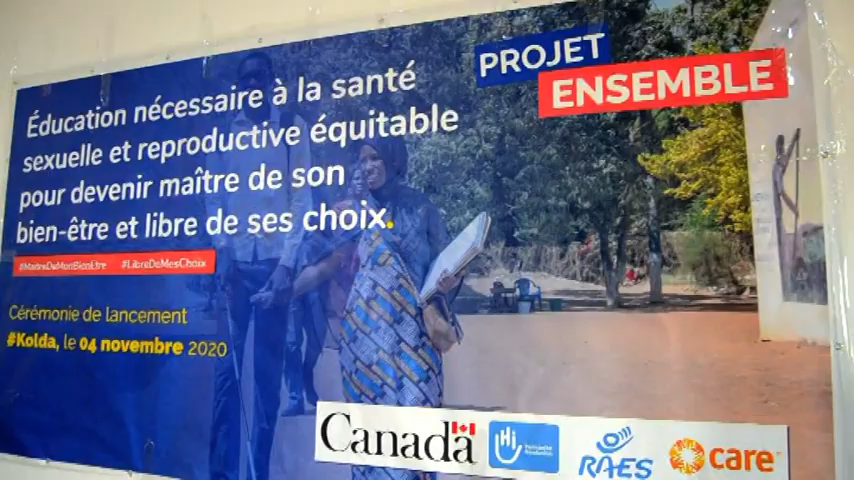 Éducation nécessaire à la santé
sexuelle et reproductive équitable
pour devenir maître de son
bien-être et libre de ses choix.
#MaitreDeMonBienEtre #LibreDeMesChoix
Cérémonie de lancement
#Kolda, le 04 novembre 2020
PROJET
ENSEMBLE
Canada
HI
RAES
care